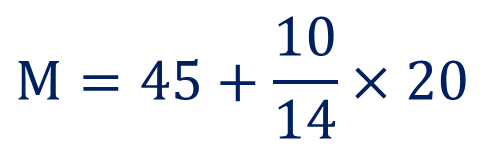 M = 45 + 10/14 × 20